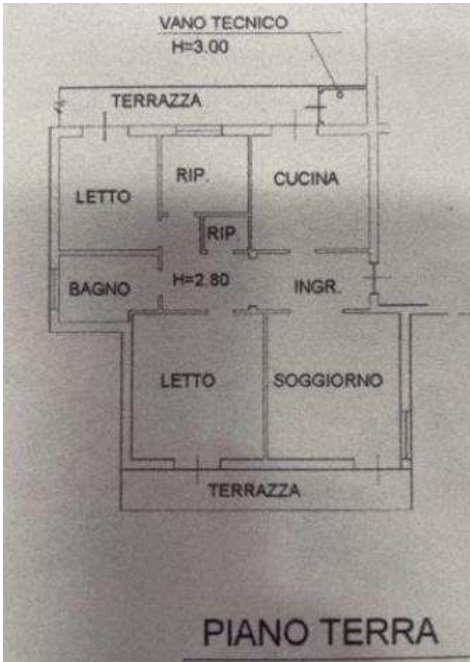 VANO TECNICO
H=3.00
TERRAZZA
RIP.
CUCINA
LETTO
RIP
BAGNO
H=2.80
INGR.
LETTO
SOGGIORNO
TERRAZZA
PIANO TERRA